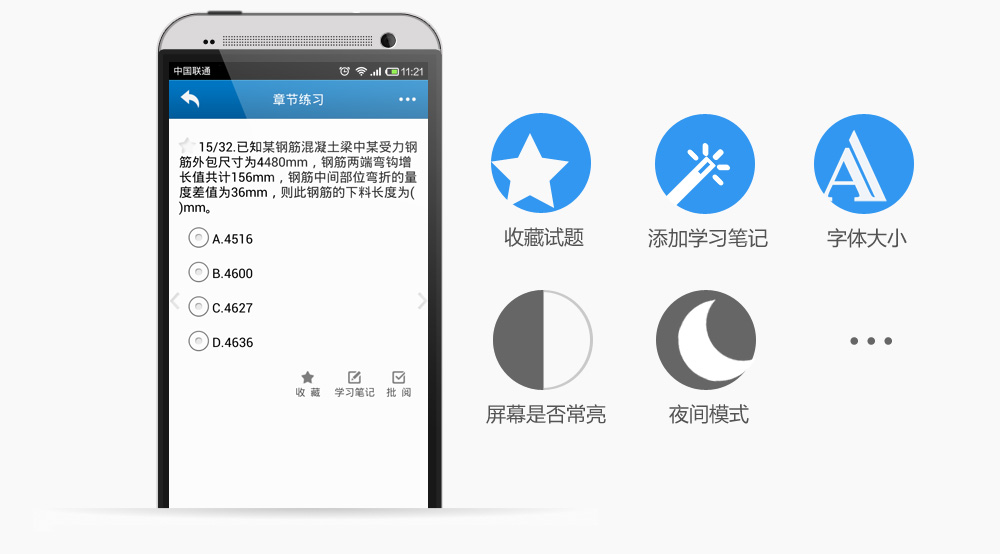 中国联通
11:21
章节练习
15/32.已知某钢筋混凝土梁中某受力钢
筋外包尺寸为4480mm，钢筋两端弯钩增
长值共计156mm，钢筋中间部位弯折的量
度差值为36mm，则此钢筋的下料长度为(
)mm。
A.4516
B.4600
C.4627
D.4636
收 藏 学习笔记 批 阅
收藏试题 添加学习笔记 字体大小
屏幕是否常亮 夜间模式